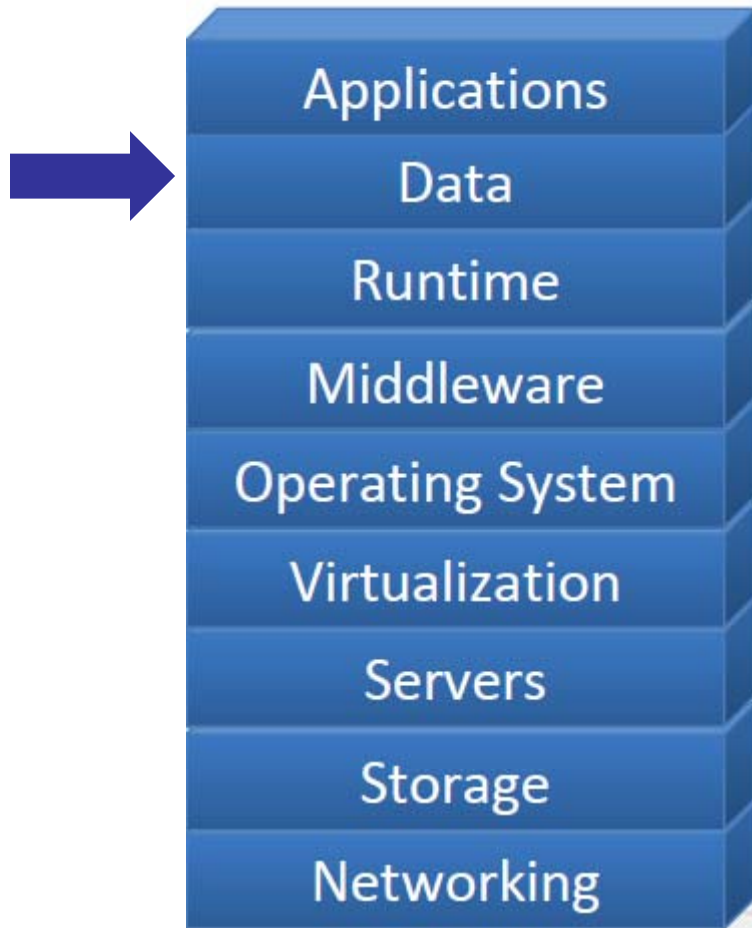 Applications
Data
Runtime
Middleware
Operating System
Virtualization
Servers
Storage
Networking